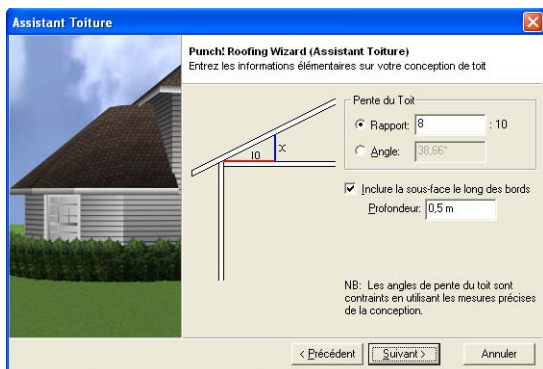 Assistant Toiture
Punch! Roofing Wizard (Assistant Toiture)
Entrez les informations élémentaires sur votre conception de toit
Pente du Toit
Rapport: 8 : 10
Angle: 38,66°
x
10
Inclure la sous-face le long des bords
Profondeur: 0,5 m
NB: Les angles de pente du toit sont
contraints en utilisant les mesures précises
de la conception.
< Précédent Suivant > Annuler